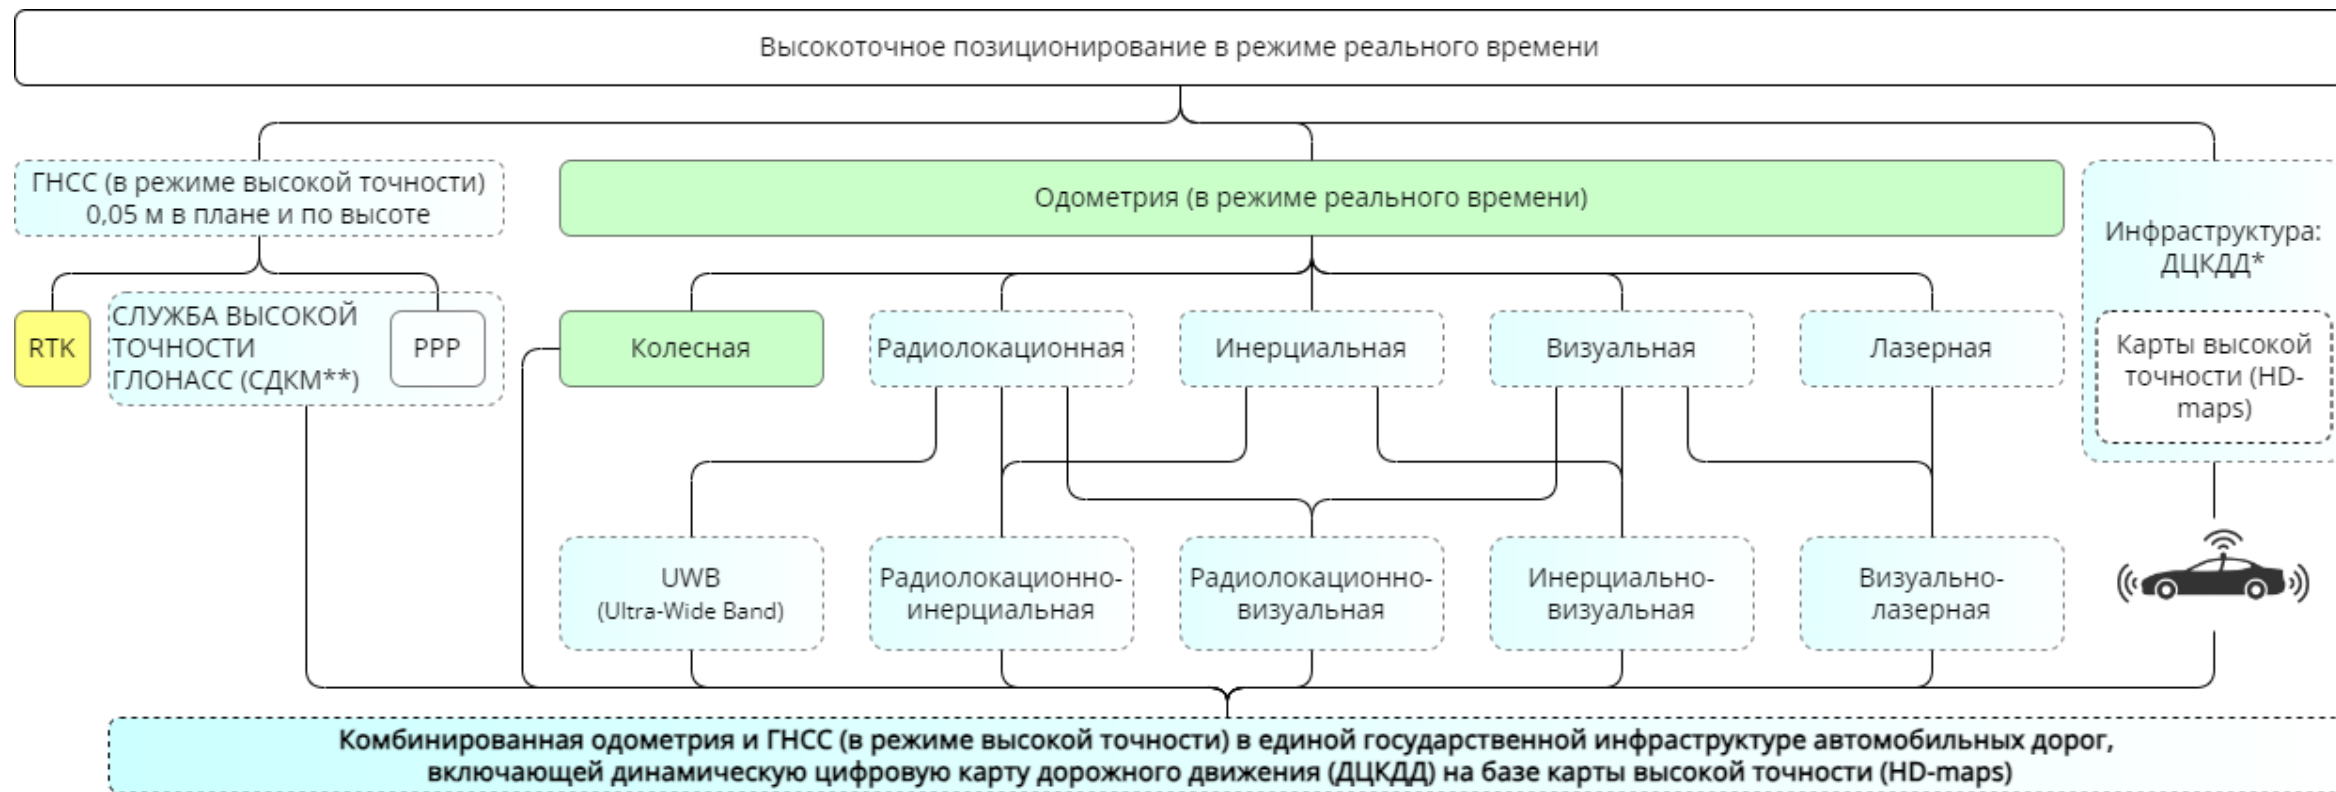 Высокоточное позиционирование в режиме реального времени
ГНСС (в режиме высокой точности)
0,05 м в плане и по высоте
Одометрия (в режиме реального времени)
Инфраструктура:
ДЦКДД*
RTK
СЛУЖБА ВЫСОКОЙ
ТОЧНОСТИ
ГЛОНАСС (СДКМ**)
PPP
Колесная
Радиолокационная
Инерциальная
Визуальная
Лазерная
Карты высокой
точности (HD-
maps)
UWB
(Ultra-Wide Band)
Радиолокационно-
инерциальная
Радиолокационно-
визуальная
Инерциально-
визуальная
Визуально-
лазерная
Комбинированная одометрия и ГНСС (в режиме высокой точности) в единой государственной инфраструктуре автомобильных дорог,
включающей динамическую цифровую карту дорожного движения (ДЦКДД) на базе карты высокой точности (HD-maps)